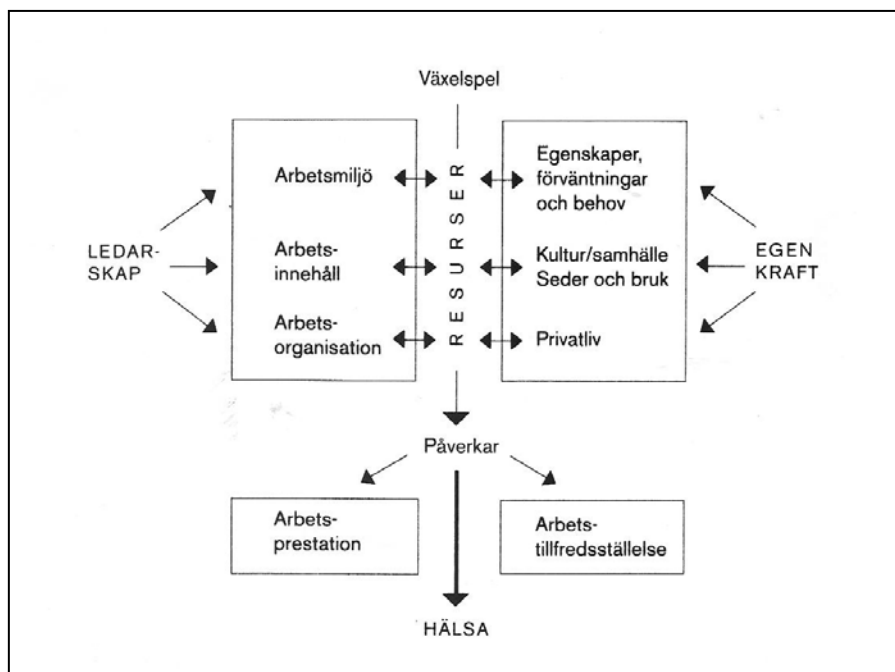 Växelspel
LEDAR-
SKAP
Arbetsmiljö
Arbets-
innehåll
Arbets-
organisation
RESURSER
Egenskaper,
förväntningar
och behov
Kultur/samhälle
Seder och bruk
Privatliv
EGEN
KRAFT
Påverkar
Arbets-
prestation
Arbets-
tillfredsställelse
HÄLSA